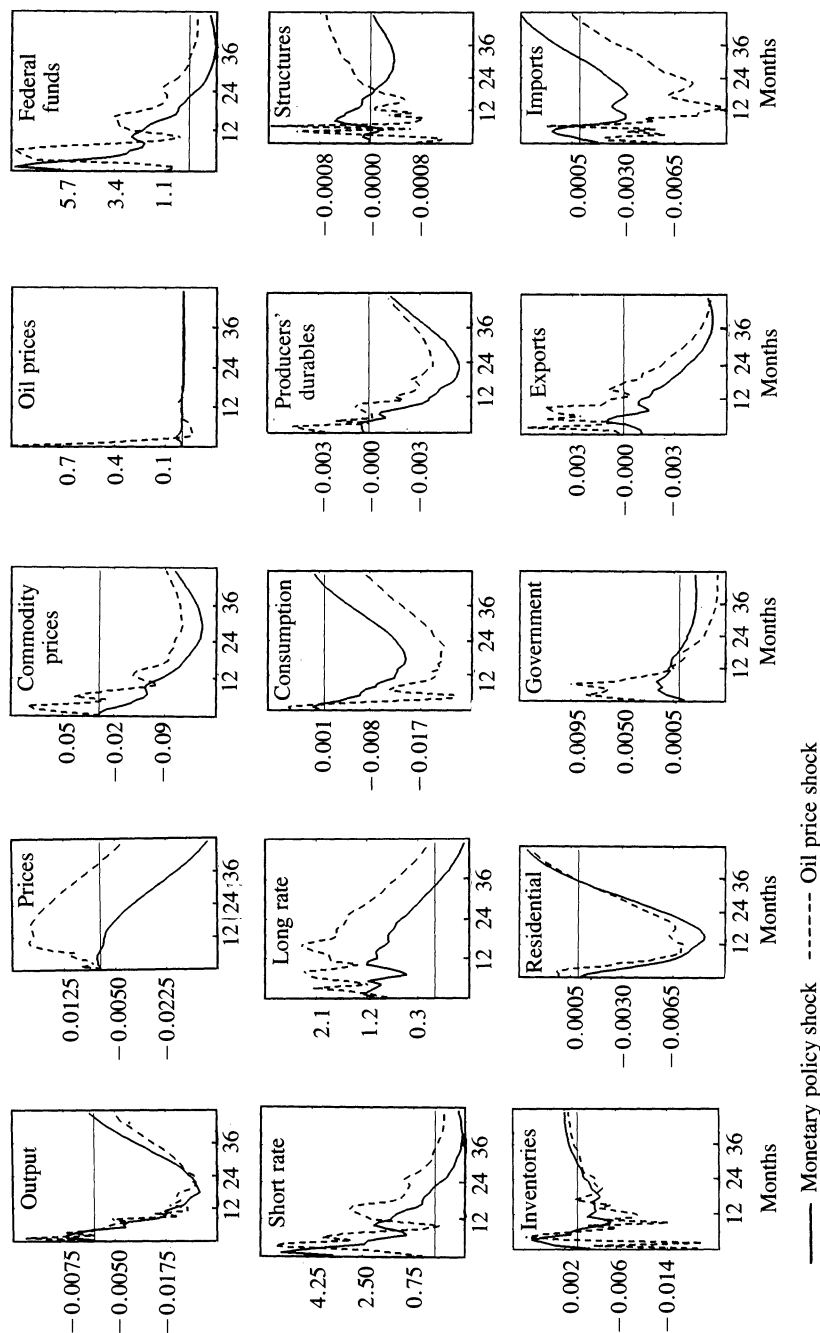 Output
−0.0075
−0.0050
−0.0175
12 24 36
Prices
0.0125
−0.0050
−0.0225
12 24 36
Commodity
prices
0.05
−0.02
−0.09
12 24 36
Oil prices
0.7
0.4
0.1
12 24 36
Federal
funds
5.7
3.4
1.1
12 24 36
Short rate
4.25
2.50
0.75
12 24 36
Long rate
2.1
1.2
0.3
12 24 36
Consumption
0.001
−0.008
−0.017
12 24 36
Producers'
durables
−0.003
−0.000
−0.003
12 24 36
Structures
−0.0008
−0.0000
−0.0008
12 24 36
Inventories
0.002
−0.006
−0.014
12 24 36
Months
Residential
0.0005
−0.0030
−0.0065
12 24 36
Months
Government
0.0095
0.0050
0.0005
12 24 36
Months
Exports
0.003
−0.000
−0.003
12 24 36
Months
Imports
0.0005
−0.0030
−0.0065
12 24 36
Months
Monetary policy shock Oil price shock